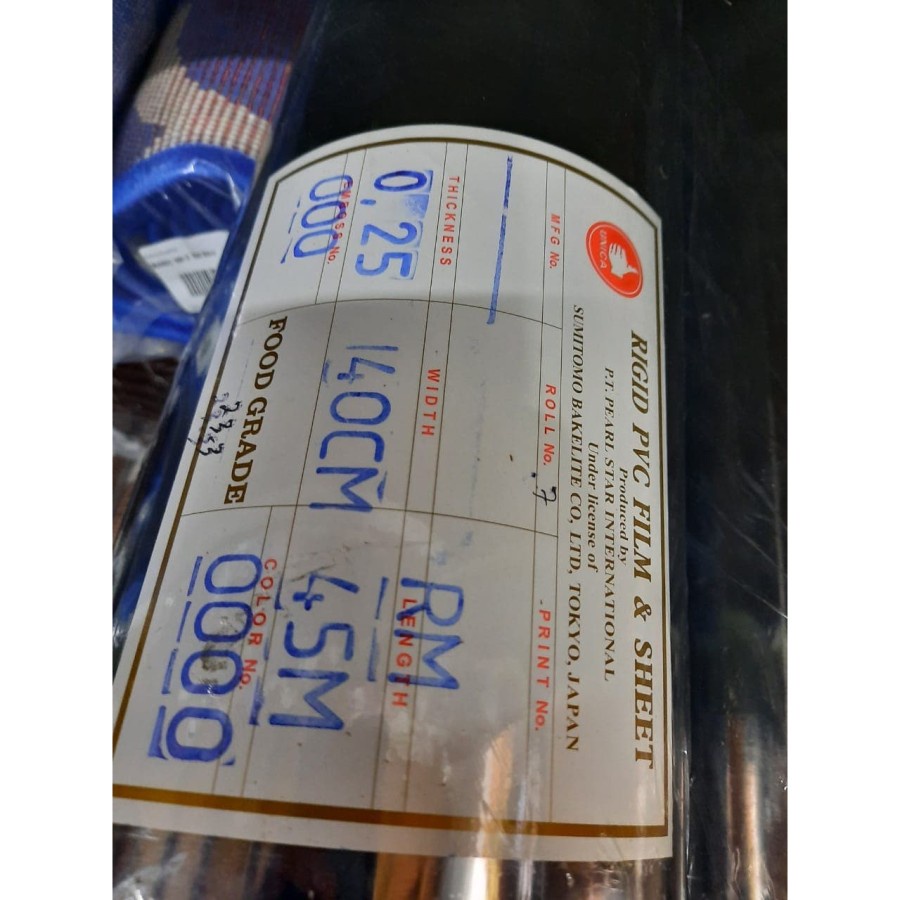 UNICA
RIGID PVC FILM & SHEET
Produced by
P.T. PEARL STAR INTERNATIONAL
Under license of
SUMITOMO BAKELITE CO, LTD, TOKYO, JAPAN
MFG No.
ROLL No.
PRINT No.
7
RM
THICKNESS
WIDTH
LENGTH
0,25
140CM
45M
No.
FOOD GRADE
COLOR No.
000
0000